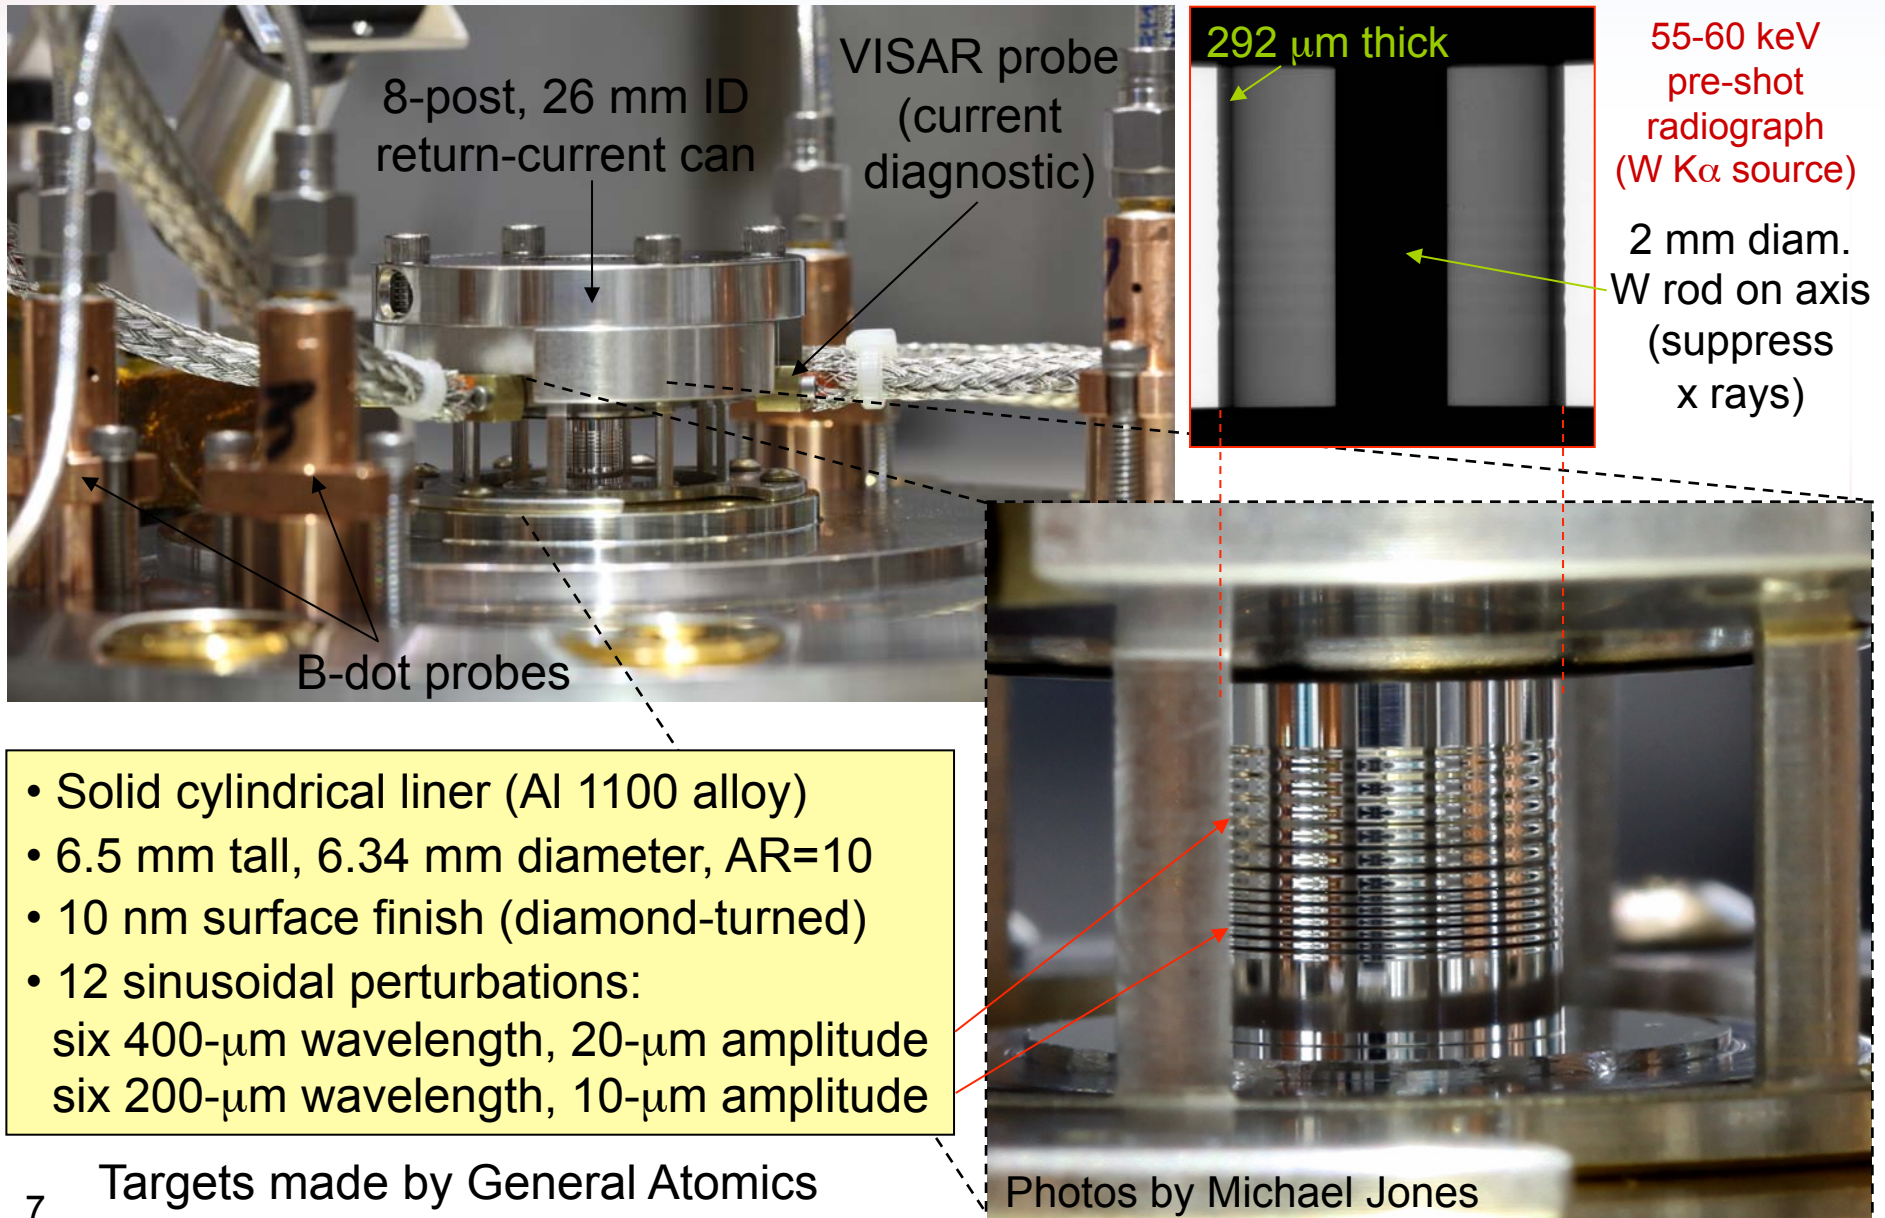 8-post, 26 mm ID
return-current can
VISAR probe
(current
diagnostic)
292 μm thick
55-60 keV
pre-shot
radiograph
(W Kα source)
2 mm diam.
W rod on axis
(suppress
x rays)
B-dot probes
3
• Solid cylindrical liner (Al 1100 alloy)
• 6.5 mm tall, 6.34 mm diameter, AR=10
• 10 nm surface finish (diamond-turned)
• 12 sinusoidal perturbations:
six 400-μm wavelength, 20-μm amplitude
six 200-μm wavelength, 10-μm amplitude
Targets made by General Atomics
Photos by Michael Jones
7